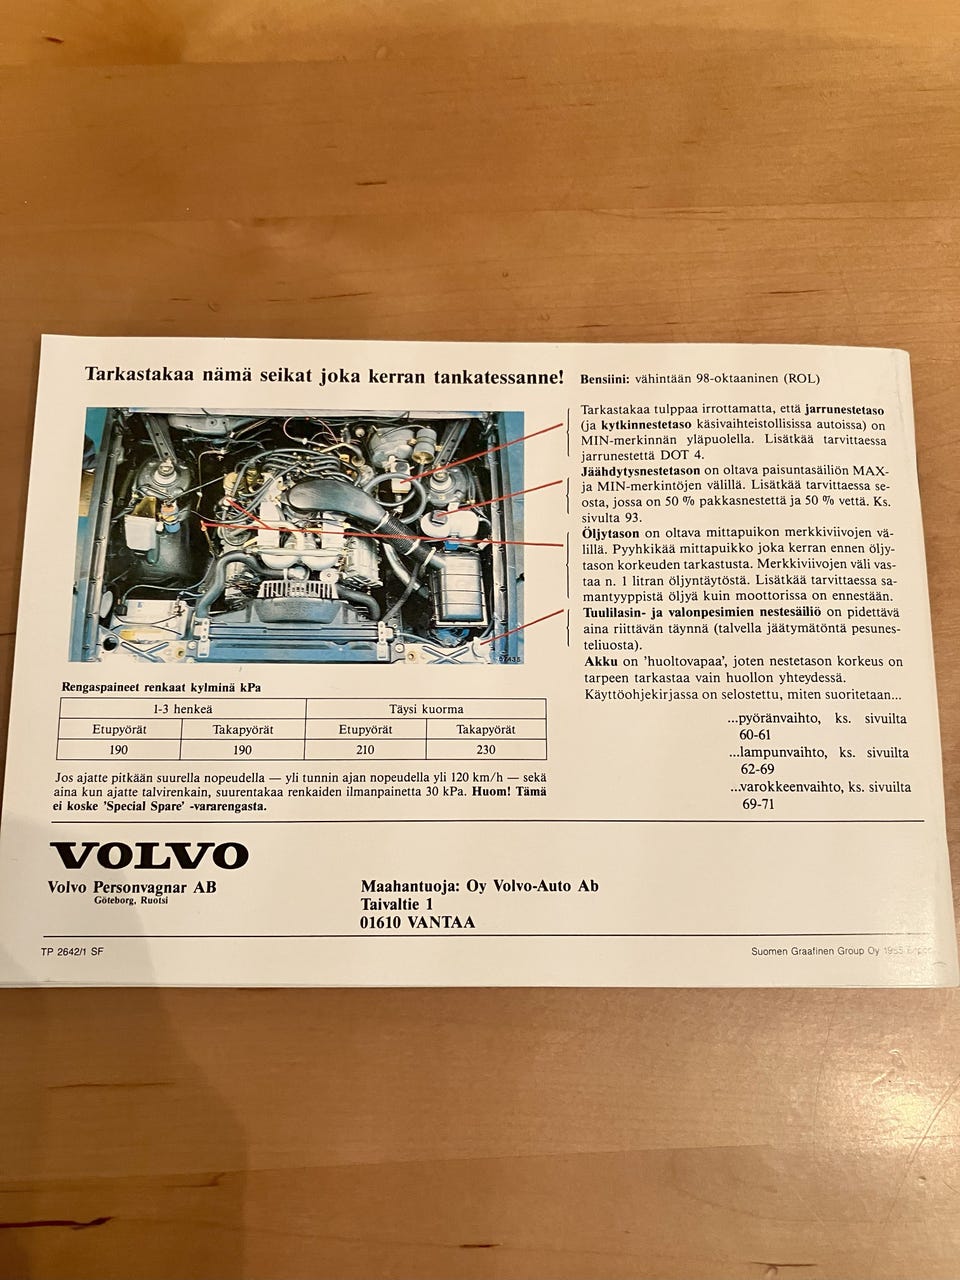 Tarkastakaa nämä seikat joka kerran tankatessanne!
Bensiini: vähintään 98-oktaaninen (ROL)
Tarkastakaa tulppaa irrottamatta, että jarrunestetaso
(ja kytkinnestetaso käsivaihteistollisissa autoissa) on
MIN-merkinnän yläpuolella. Lisätkää tarvittaessa
jarrunestettä DOT 4.
Jäähdytysnestetason on oltava paisuntasäiliön MAX-
ja MIN-merkintöjen välillä. Lisätkää tarvittaessa se-
osta, jossa on 50 % pakkasnestettä ja 50 % vettä. Ks.
sivulta 93.
Öljytason on oltava mittapuikon merkkiviivojen vä-
lillä. Pyyhkikää mittapuikko joka kerran ennen öljy-
tason korkeuden tarkastusta. Merkkiviivojen väli vas-
taa n. 1 litran öljyntäytöstä. Lisätkää tarvittaessa sa-
mantyyppistä öljyä kuin moottorissa on ennestään.
Tuulilasin- ja valonpesimien nestesäiliö on pidettävä
aina riittävän täynnä (talvella jäätymätöntä pesunes-
teliuosta).
Akku on 'huoltovapaa', joten nestetason korkeus on
tarpeen tarkastaa vain huollon yhteydessä.
Käyttöohjekirjassa on selostettu, miten suoritetaan...
...pyöränvaihto, ks. sivuilta
60-61
...lampunvaihto, ks. sivuilta
62-69
...varokkeenvaihto, ks. sivuilta
69-71
Rengaspaineet renkaat kylminä kPa
1-3 henkeä Täysi kuorma
Etupyörät Takapyörät Etupyörät Takapyörät
190 190 210 230
Jos ajatte pitkään suurella nopeudella — yli tunnin ajan nopeudella yli 120 km/h — sekä
aina kun ajatte talvirenkain, suurentakaa renkaiden ilmanpainetta 30 kPa. Huom! Tämä
ei koske 'Special Spare' -vararengasta.
VOLVO
Volvo Personvagnar AB
Göteborg, Ruotsi
Maahantuoja: Oy Volvo-Auto Ab
Taivaltie 1
01610 VANTAA
TP 2642/1 SF
Suomen Graafinen Group Oy